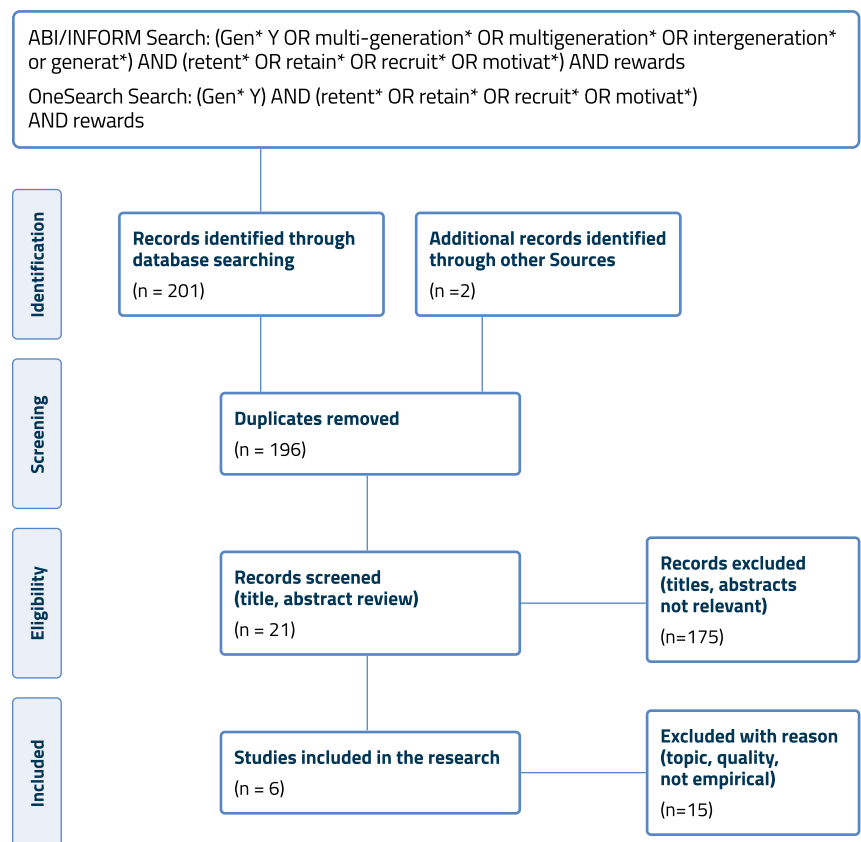 ABI/INFORM Search: (Gen* Y OR multi-generation* OR multigeneration* OR intergeneration*
or generat*) AND (retent* OR retain* OR recruit* OR motivat*) AND rewards
OneSearch Search: (Gen* Y) AND (retent* OR retain* OR recruit* OR motivat*)
AND rewards
Identification
Records identified through
database searching
(n = 201)
Additional records identified
through other Sources
(n =2)
Screening
Duplicates removed
(n = 196)
Eligibility
Records screened
(title, abstract review)
(n = 21)
Records excluded
(titles, abstracts
not relevant)
(n=175)
Included
Studies included in the research
(n = 6)
Excluded with reason
(topic, quality,
not empirical)
(n=15)